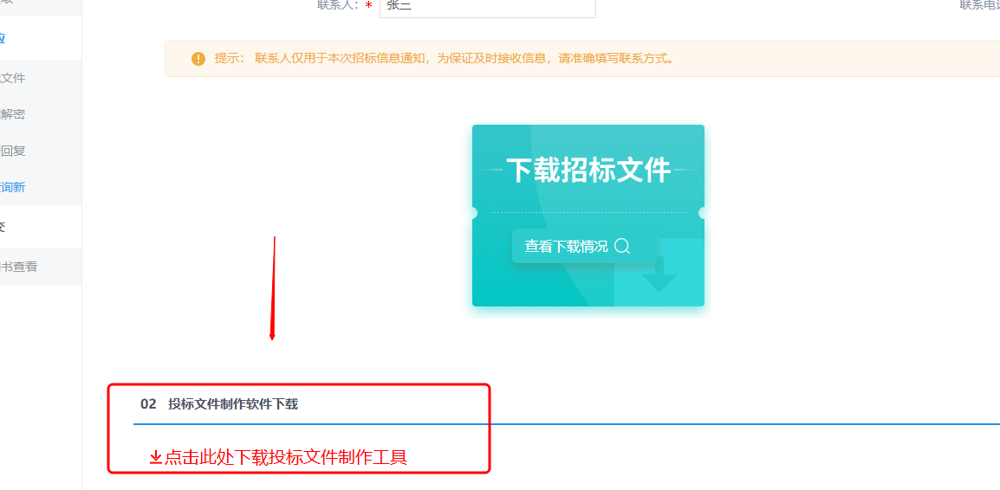 联系人: * 张三
联系电
提示： 联系人仅用于本次招标信息通知，为保证及时接收信息，请准确填写联系方式。
文件
解密
回复
询新
书查看
下载招标文件
查看下载情况
02 投标文件制作软件下载
点击此处下载投标文件制作工具